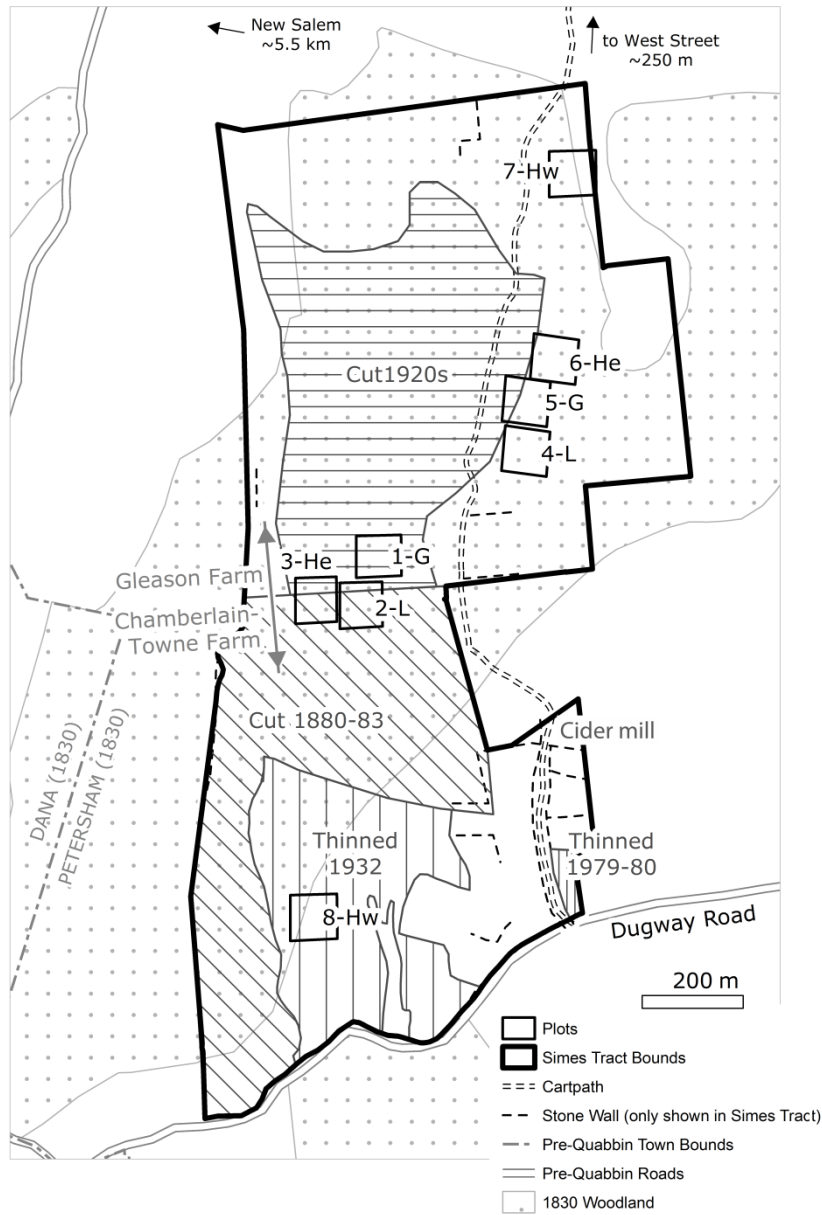 New Salem
~5.5 km
to West Street
~250 m
7-Hw
6-He
Cut1920s
5-G
4-L
3-He
1-G
Gleason Farm
2-L
Chamberlain-
Towne Farm
Cut 1880-83
Cider mill
DANA (1830)
PETERSHAM (1830)
Thinned
1932
Thinned
1979-80
8-Hw
Dugway Road
200 m
Plots
Simes Tract Bounds
Cartpath
Stone Wall (only shown in Simes Tract)
Pre-Quabbin Town Bounds
Pre-Quabbin Roads
1830 Woodland